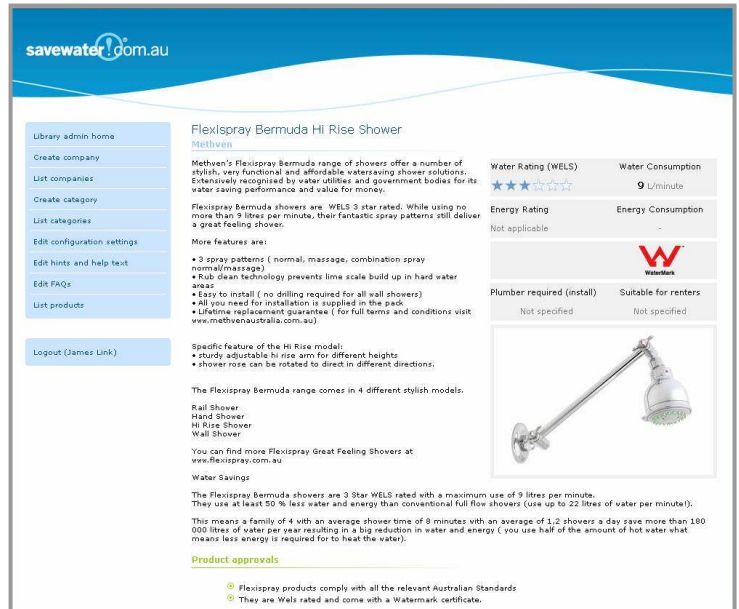 savewater!com.au
Library admin home
Create company
List companies
Create category
List categories
Edit configuration settings
Edit hints and help text
Edit FAQs
List products
Logout (James Link)
Flexispray Bermuda Hi Rise Shower
Methven
Methven's Flexispray Bermuda range of showers offer a number of
stylish, very functional and affordable watersaving shower solutions.
Extensively recognised by water utilities and government bodies for its
water saving performance and value for money.
Flexispray Bermuda showers are WELS 3 star rated. While using no
more than 9 litres per minute, their fantastic spray patterns still deliver
a great feeling shower.
More features are:
• 3 spray patterns ( normal, massage, combination spray
normal/massage)
• Rub clean technology prevents lime scale build up in hard water
areas
• Easy to install ( no drilling required for all wall showers)
• All you need for installation is supplied in the pack
• Lifetime replacement guarantee ( for full terms and conditions visit
www.methvenaustralia.com.au)
Specific feature of the Hi Rise model:
• sturdy adjustable hi rise arm for different heights
• shower rose can be rotated to direct in different directions.
The Flexispray Bermuda range comes in 4 different stylish models.
Rail Shower
Hand Shower
Hi Rise Shower
Wall Shower
You can find more Flexispray Great Feeling Showers at
www.flexispray.com.au
Water Savings
Water Rating (WELS) Water Consumption
9 L/minute
Energy Rating Energy Consumption
Not applicable -
WaterMark
Plumber required (install) Suitable for renters
Not specified Not specified
The Flexispray Bermuda showers are 3 Star WELS rated with a maximum use of 9 litres per minute.
They use at least 50 % less water and energy than conventional full flow showers (use up to 22 litres of water per minute!).
This means a family of 4 with an average shower time of 8 minutes with an average of 1.2 showers a day save more than 180
000 litres of water per year resulting in a big reduction in water and energy ( you use half of the amount of hot water what
means less energy is required for to heat the water).
Product approvals
Flexispray products comply with all the relevant Australian Standards
They are Wels rated and come with a Watermark certificate.